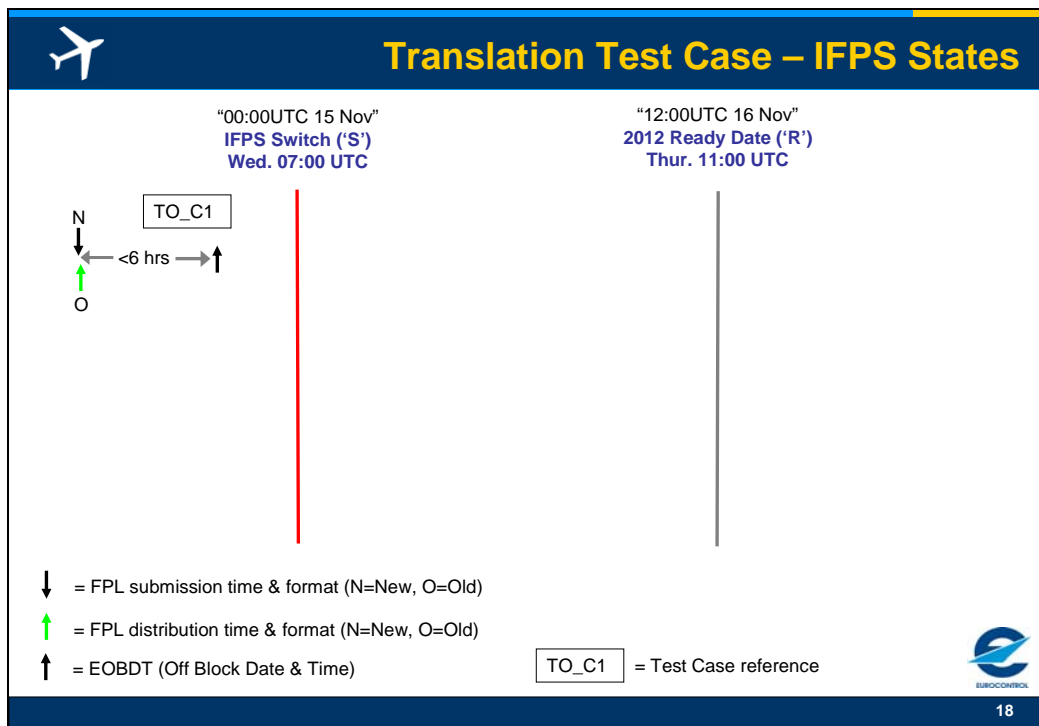 Translation Test Case – IFPS States
“00:00UTC 15 Nov”
IFPS Switch (‘S’)
Wed. 07:00 UTC
“12:00UTC 16 Nov”
2012 Ready Date (‘R’)
Thur. 11:00 UTC
TO_C1
N
<6 hrs
O
= FPL submission time & format (N=New, O=Old)
= FPL distribution time & format (N=New, O=Old)
= EOBDT (Off Block Date & Time)
TO_C1 = Test Case reference
EUROCONTROL
18